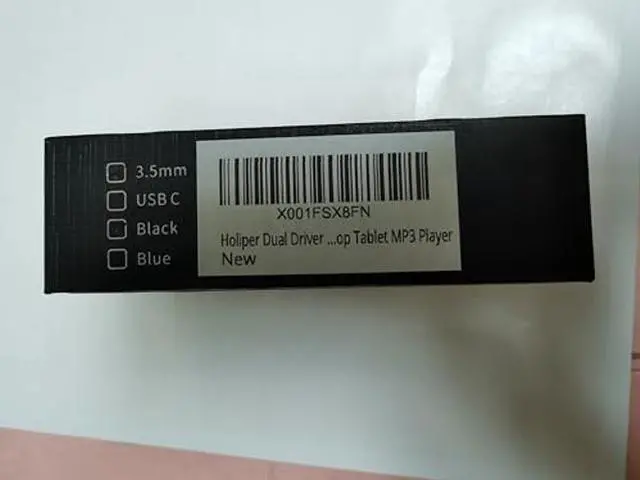 3.5mm
USB C
Black
Blue
X001FSX8FN
Holiper Dual Driver ...op Tablet MP3 Player
New